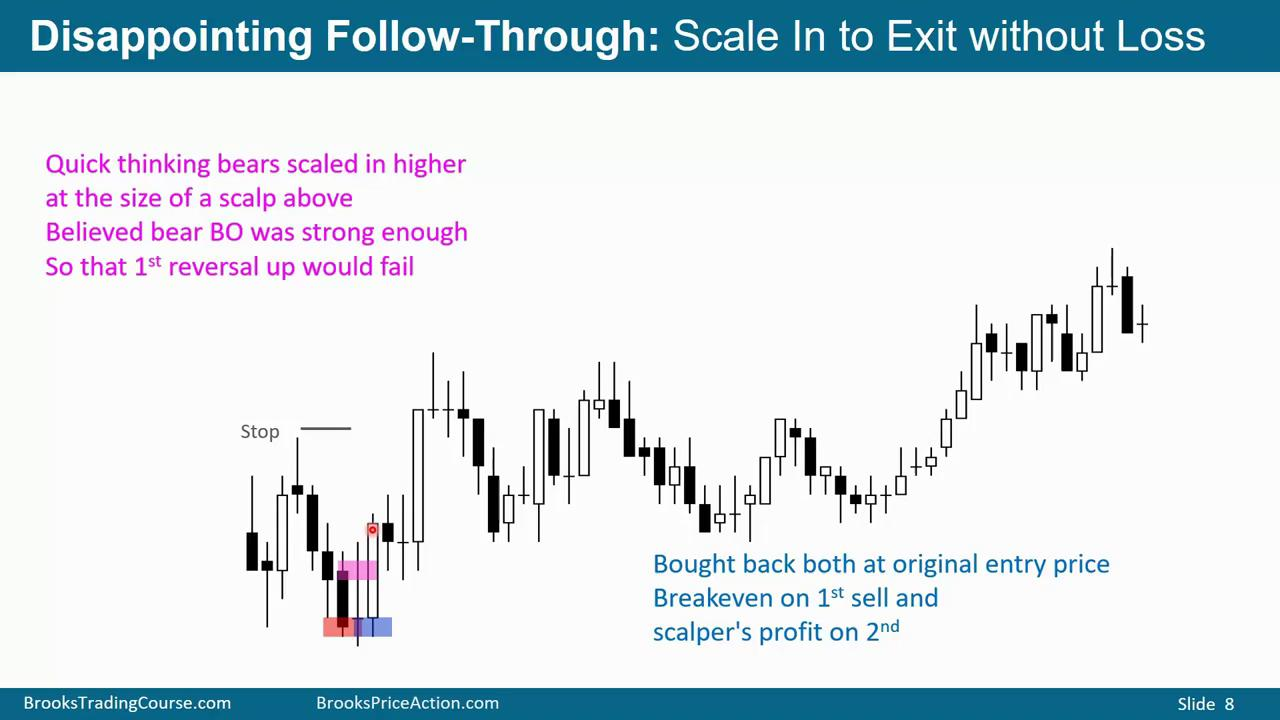 Disappointing Follow-Through: Scale In to Exit without Loss
Quick thinking bears scaled in higher
at the size of a scalp above
Believed bear BO was strong enough
So that 1st reversal up would fail
Stop
Bought back both at original entry price
Breakeven on 1st sell and
scalper's profit on 2nd
BrooksTradingCourse.com
BrooksPriceAction.com
Slide 8